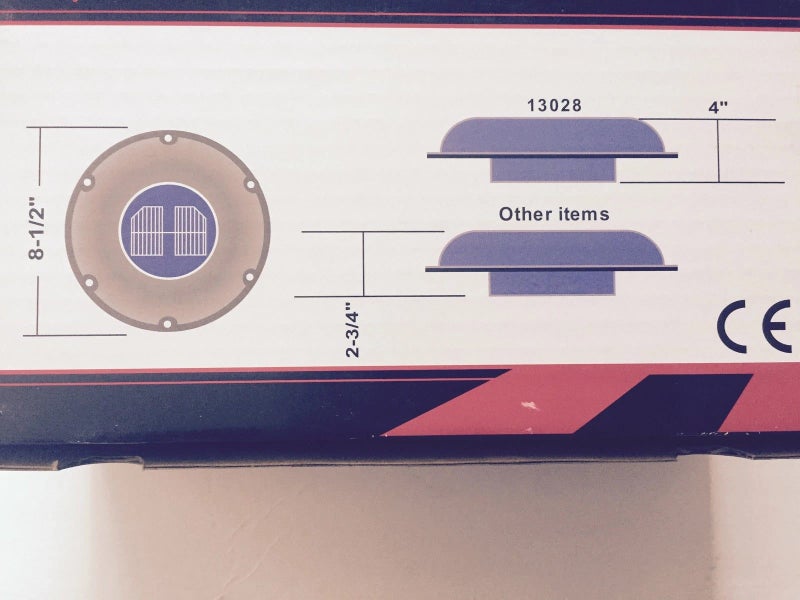 13028
4"
8-1/2"
Other items
2-3/4"
CE